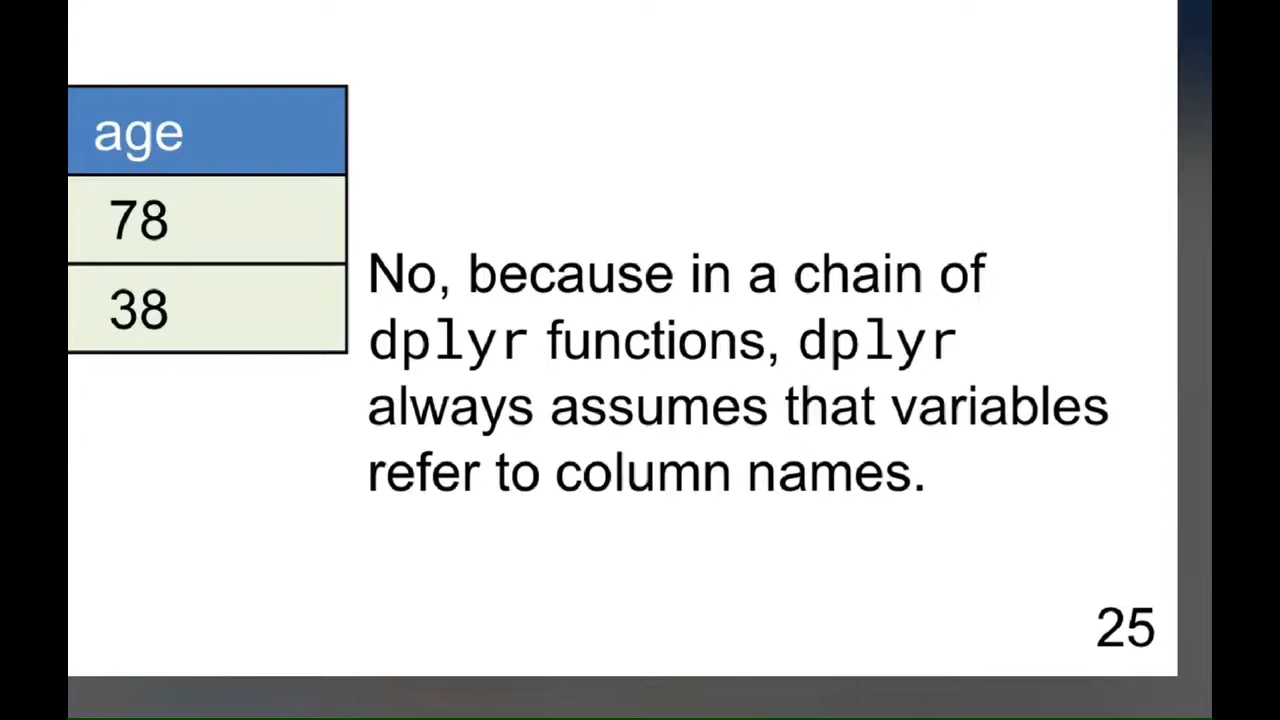 age
78
38
No, because in a chain of
dplyr functions, dplyr
always assumes that variables
refer to column names.
25